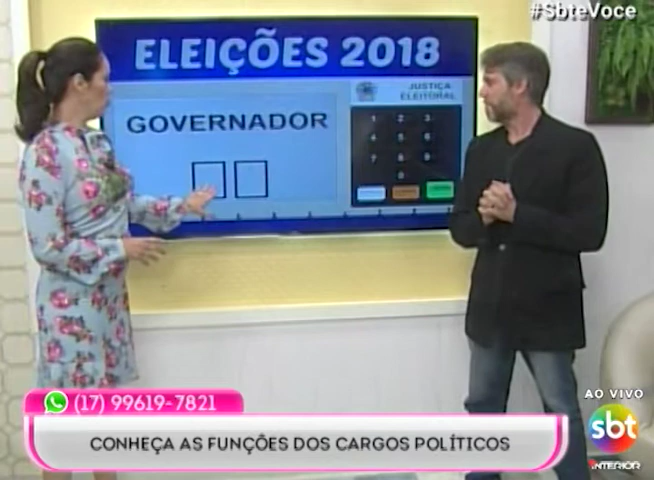 #SbteVoce
ELEIÇÕES 2018
JUSTIÇA
ELEITORAL
GOVERNADOR
1 2 3
4 5 6
7 8 9
0
(17) 99619-7821
CONHEÇA AS FUNÇÕES DOS CARGOS POLÍTICOS
AO VIVO
sbt
INTERIOR